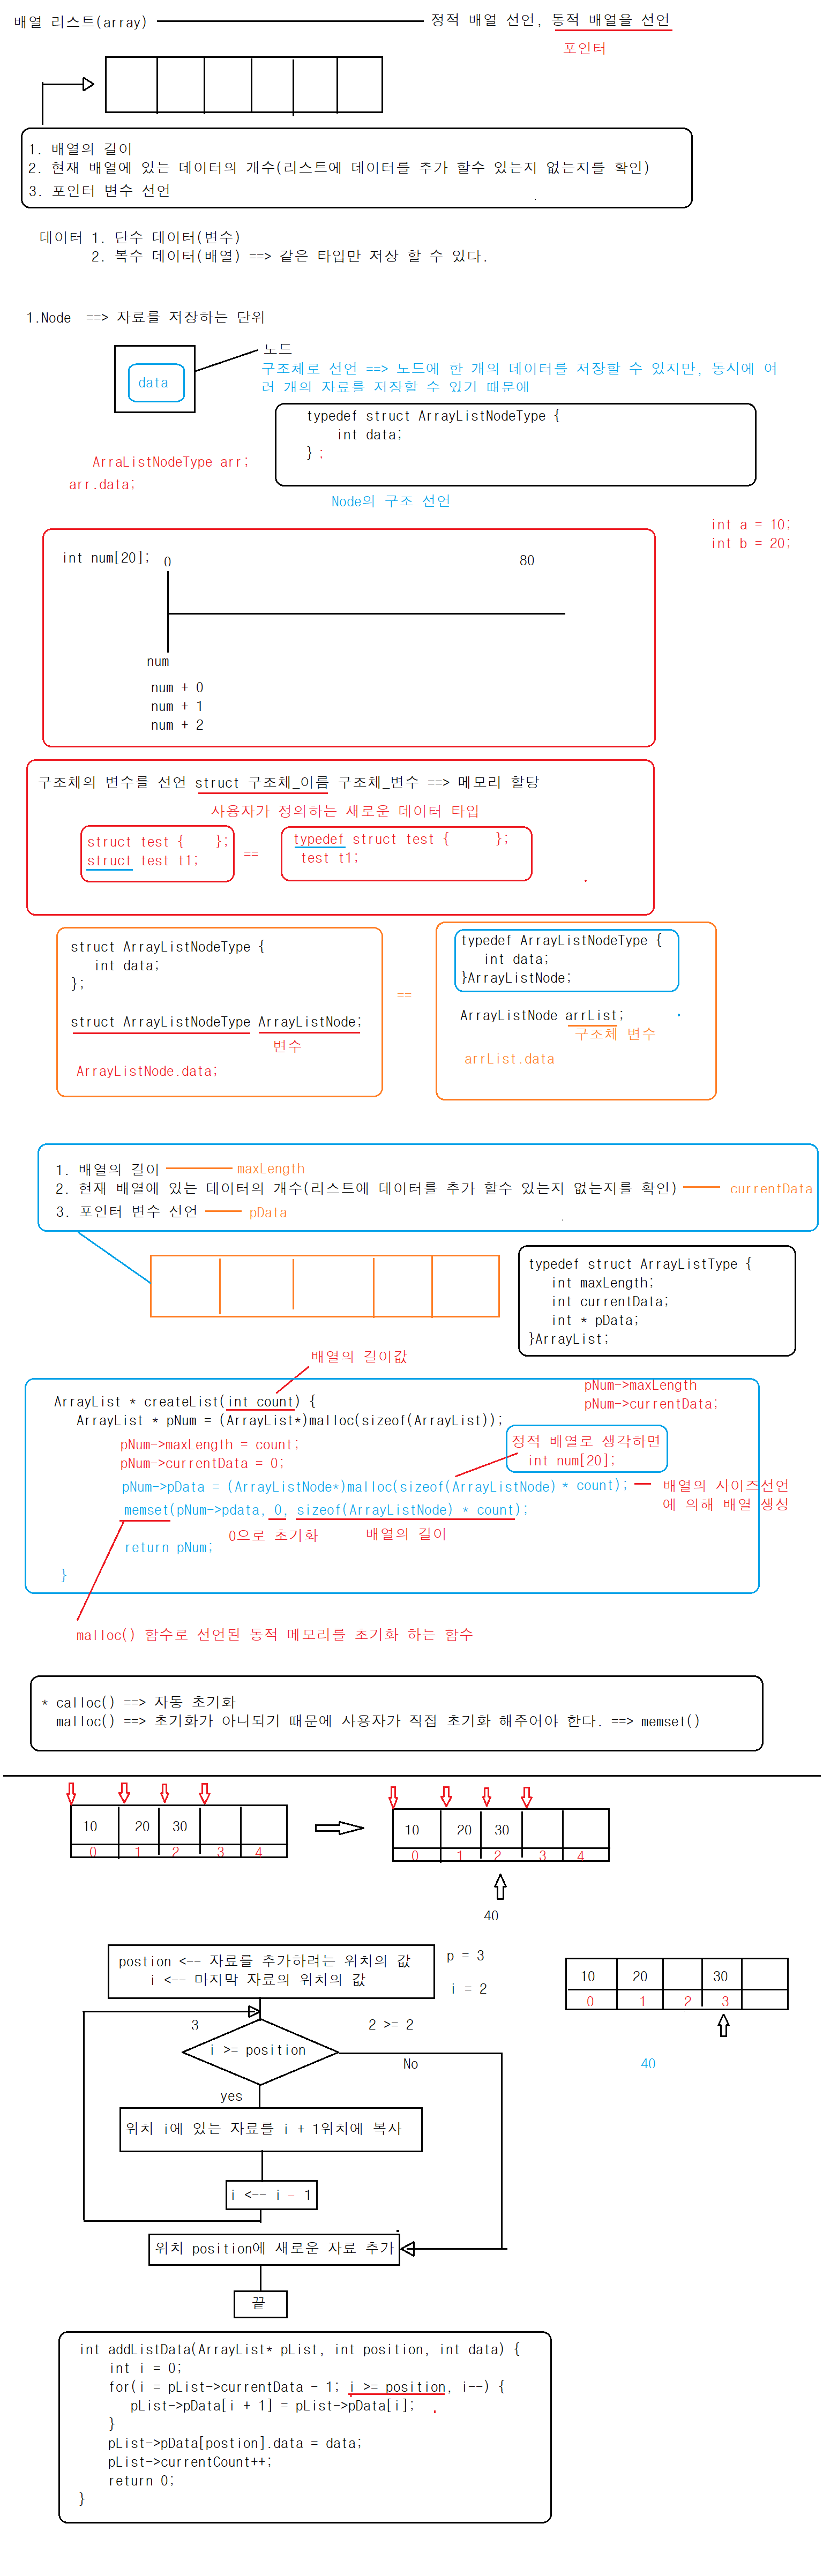 배열 리스트(array)
정적 배열 선언, 동적 배열을 선언
포인터
1. 배열의 길이
2. 현재 배열에 있는 데이터의 개수(리스트에 데이터를 추가 할수 있는지 없는지를 확인)
3. 포인터 변수 선언
데이터 1. 단수 데이터(변수)
2. 복수 데이터(배열) ==> 같은 타입만 저장 할 수 있다.
1.Node ==> 자료를 저장하는 단위
노드
data
구조체로 선언 ==> 노드에 한 개의 데이터를 저장할 수 있지만, 동시에 여
러 개의 자료를 저장할 수 있기 때문에
typedef struct ArrayListNodeType {
int data;
} ;
ArraListNodeType arr;
arr.data;
Node의 구조 선언
int a = 10;
int b = 20;
int num[20];
0
80
num
num + 0
num + 1
num + 2
구조체의 변수를 선언 struct 구조체_이름 구조체_변수 ==> 메모리 할당
사용자가 정의하는 새로운 데이터 타입
struct test {    };
struct test t1;
==
typedef struct test {      };
test t1;
struct ArrayListNodeType {
int data;
};
struct ArrayListNodeType ArrayListNode;
변수
ArrayListNode.data;
==
typedef ArrayListNodeType {
int data;
}ArrayListNode;
ArrayListNode arrList;
구조체 변수
arrList.data
1. 배열의 길이
maxLength
2. 현재 배열에 있는 데이터의 개수(리스트에 데이터를 추가 할수 있는지 없는지를 확인)
currentData
3. 포인터 변수 선언
pData
typedef struct ArrayListType {
int maxLength;
int currentData;
int * pData;
}ArrayList;
배열의 길이값
pNum->maxLength
pNum->currentData;
ArrayList * createList(int count) {
ArrayList * pNum = (ArrayList*)malloc(sizeof(ArrayList));
pNum->maxLength = count;
pNum->currentData = 0;
정적 배열로 생각하면
int num[20];
pNum->pData = (ArrayListNode*)malloc(sizeof(ArrayListNode) * count);
배열의 사이즈선언
에 의해 배열 생성
memset(pNum->pdata, 0, sizeof(ArrayListNode) * count);
0으로 초기화
배열의 길이
return pNum;
}
malloc() 함수로 선언된 동적 메모리를 초기화 하는 함수
* calloc() ==> 자동 초기화
malloc() ==> 초기화가 아니되기 때문에 사용자가 직접 초기화 해주어야 한다. ==> memset()
10 20 30
0 1 2 3 4
10 20 30
0 1 2 3 4
40
postion <-- 자료를 추가하려는 위치의 값
i <-- 마지막 자료의 위치의 값
p = 3
i = 2
10 20 30
0 1 2 3
40
3
2 >= 2
i >= position
No
yes
위치 i에 있는 자료를 i + 1위치에 복사
i <-- i - 1
위치 position에 새로운 자료 추가
끝
int addListData(ArrayList* pList, int position, int data) {
int i = 0;
for(i = pList->currentData - 1; i >= position, i--) {
pList->pData[i + 1] = pList->pData[i];
}
pList->pData[postion].data = data;
pList->currentCount++;
return 0;
}